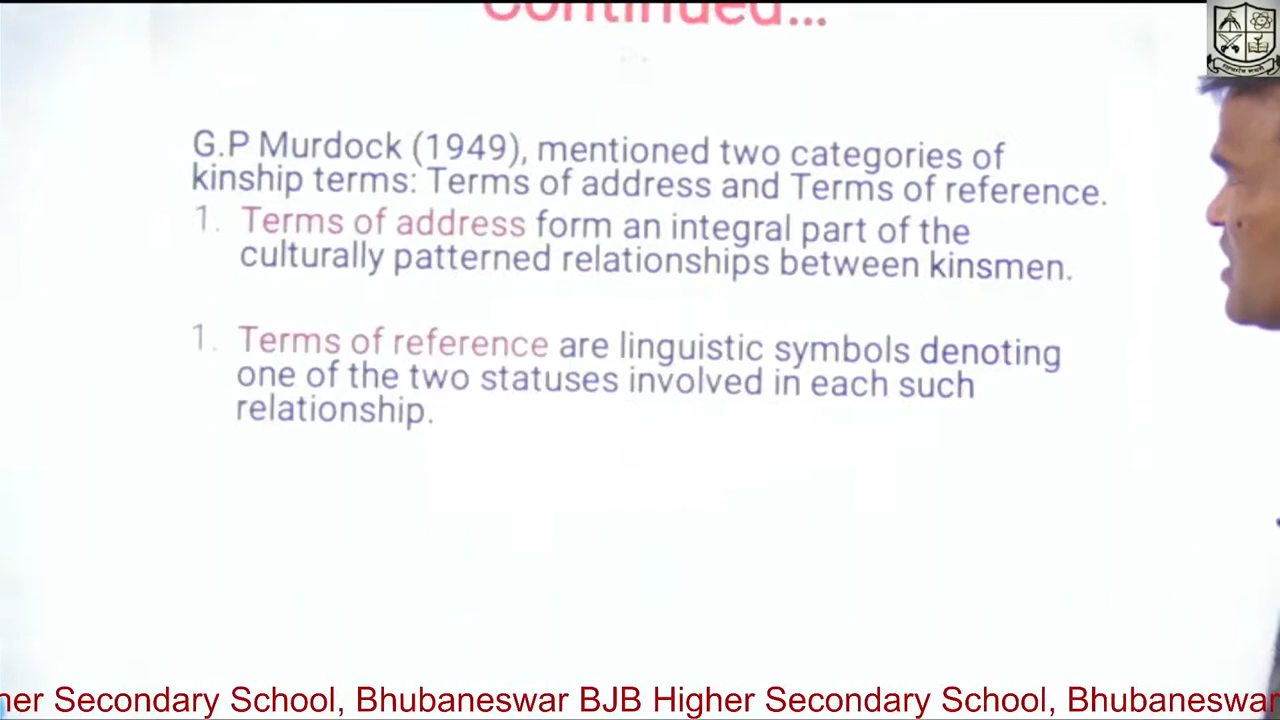 Continued...
G.P Murdock (1949), mentioned two categories of
kinship terms: Terms of address and Terms of reference.
1. Terms of address form an integral part of the
culturally patterned relationships between kinsmen.
1. Terms of reference are linguistic symbols denoting
one of the two statuses involved in each such
relationship.
her Secondary School, Bhubaneswar BJB Higher Secondary School, Bhubaneswar